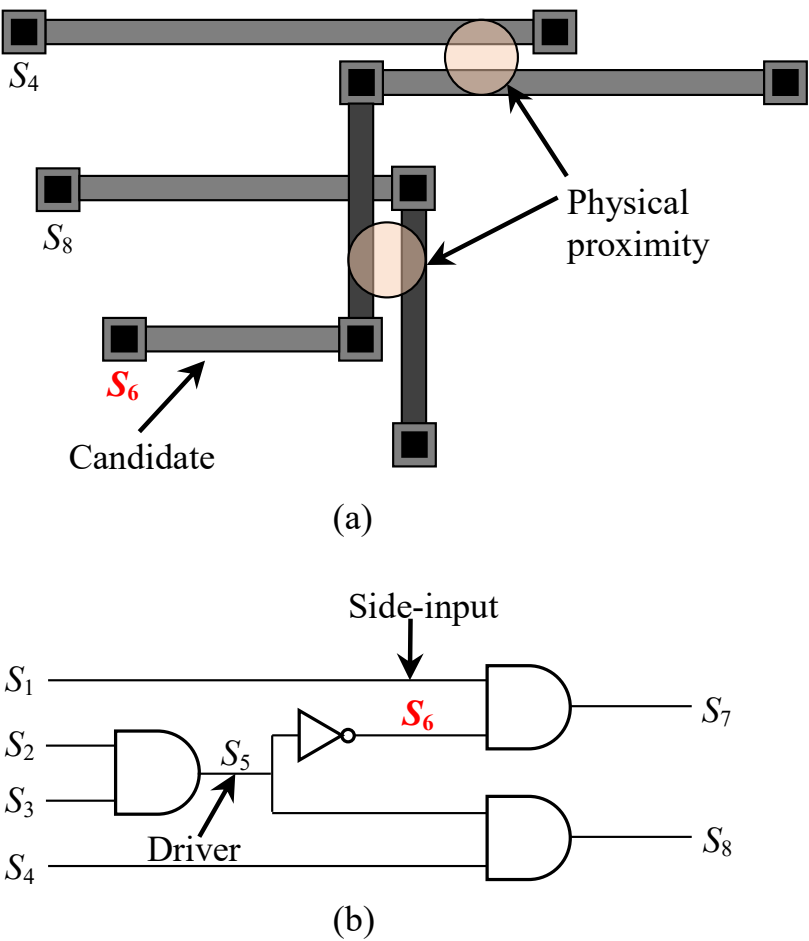 S4
S8
Physical
proximity
S6
Candidate
(a)
Side-input
S1
S6
S7
S2
S5
S3
Driver
S8
S4
(b)